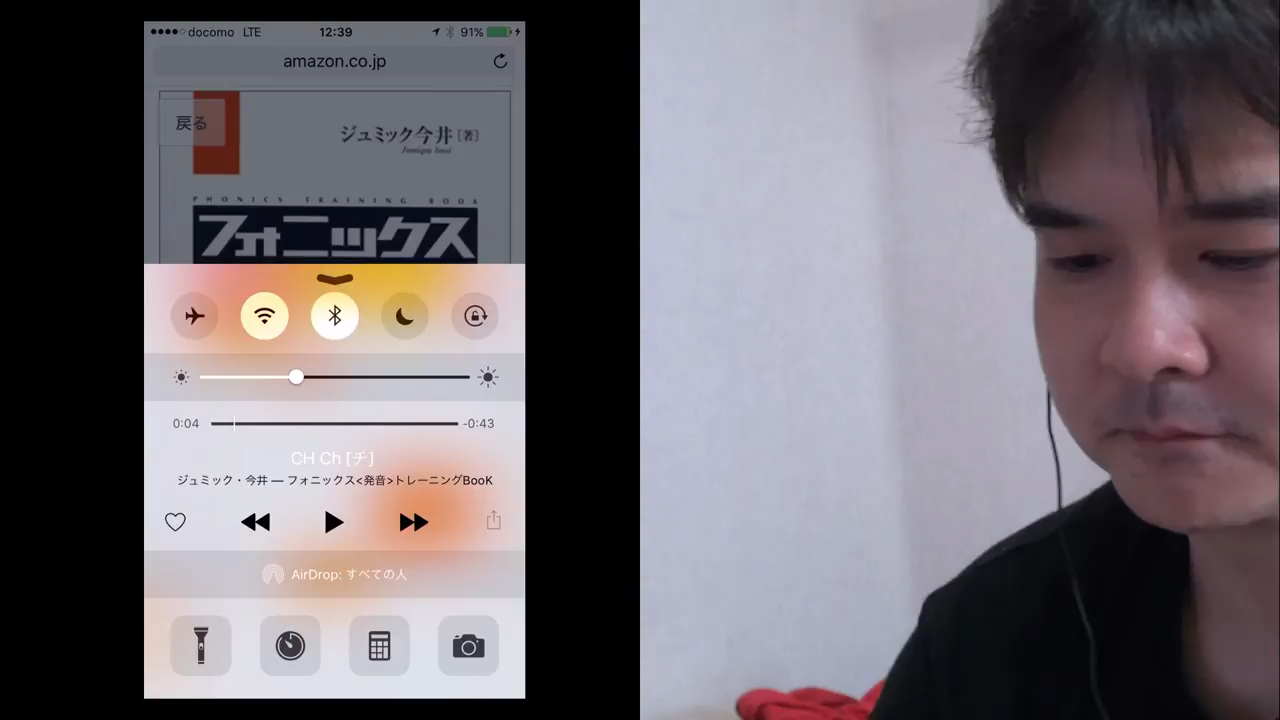 docomo LTE 12:39 91%
amazon.co.jp
戻る
ジュミック今井[著]
Jumique Imai
PHONICS TRAINING BOOK
フォニックス
0:04 -0:43
CH Ch [チ]
ジュミック・今井 — フォニックス<発音>トレーニングBooK
AirDrop: すべての人